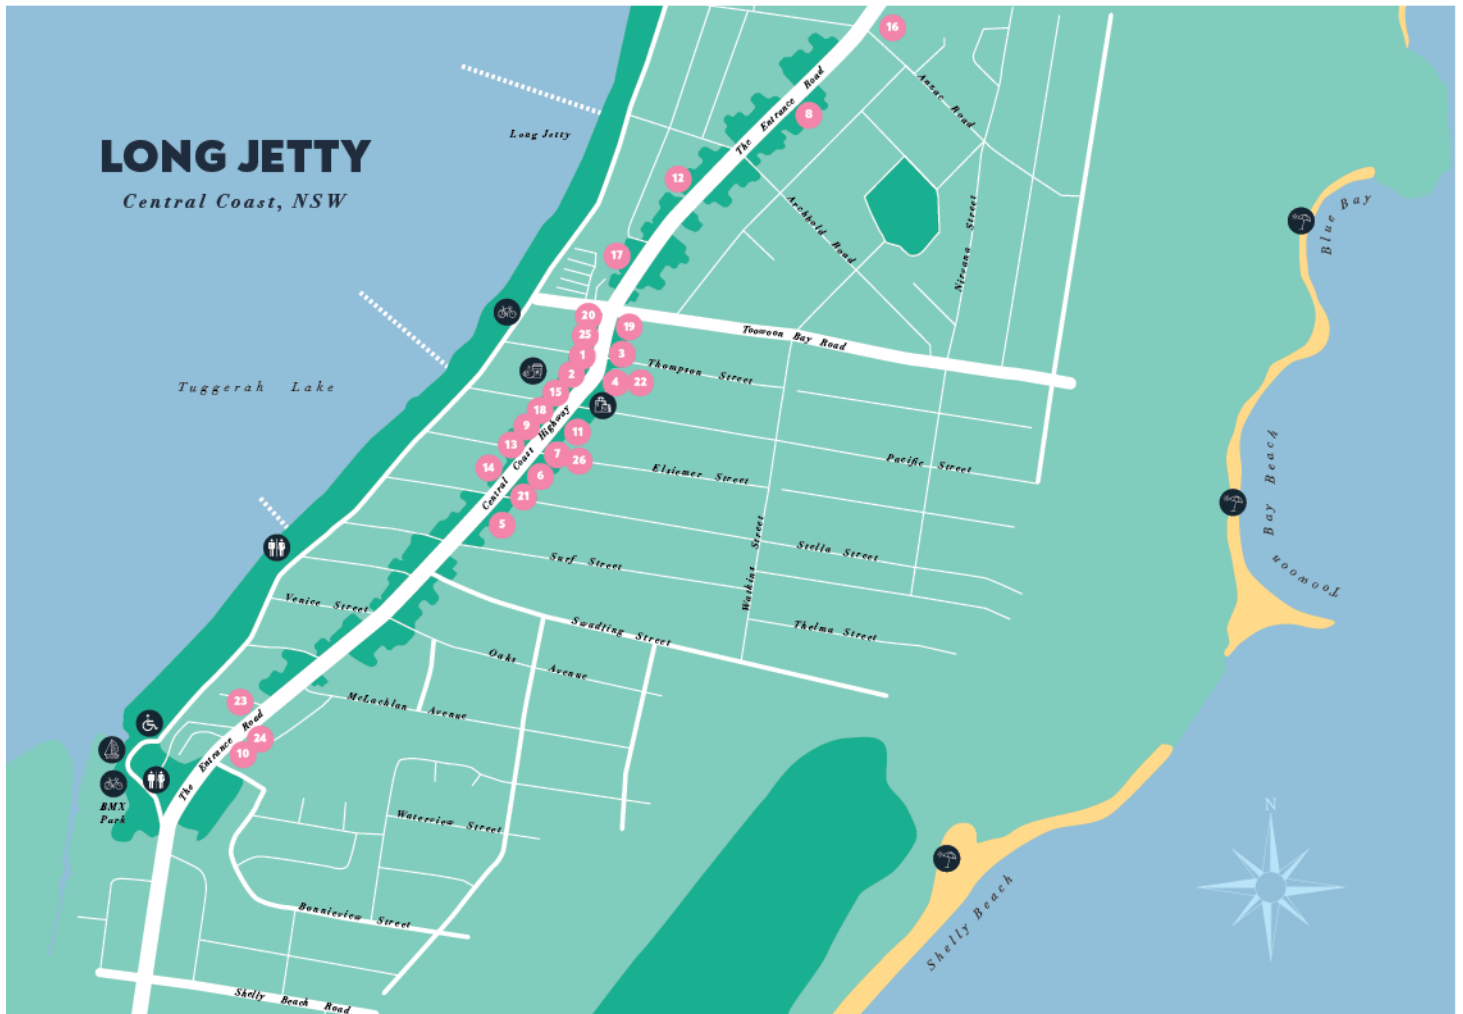 LONG JETTY
Central Coast, NSW
16
Anzac Road
The Entrance Road
8
Long Jetty
12
Archbold Road
Nirvana Street
Blue Bay
17
20
19
Toowoon Bay Road
25
1
3
Thompson Street
2
4
22
15
Tuggerah Lake
18
9
11
Central Coast Highway
13
7
26
14
6
Elsiemer Street
Pacific Street
21
5
Toowoon Bay Beach
Watkins Street
Stella Street
Surf Street
Venice Street
Swadling Street
Thelma Street
Oaks Avenue
McLachlan Avenue
23
24
10
The Entrance Road
BMX
Park
Waterview Street
N
Bonnieview Street
Shelly Beach
Shelly Beach Road